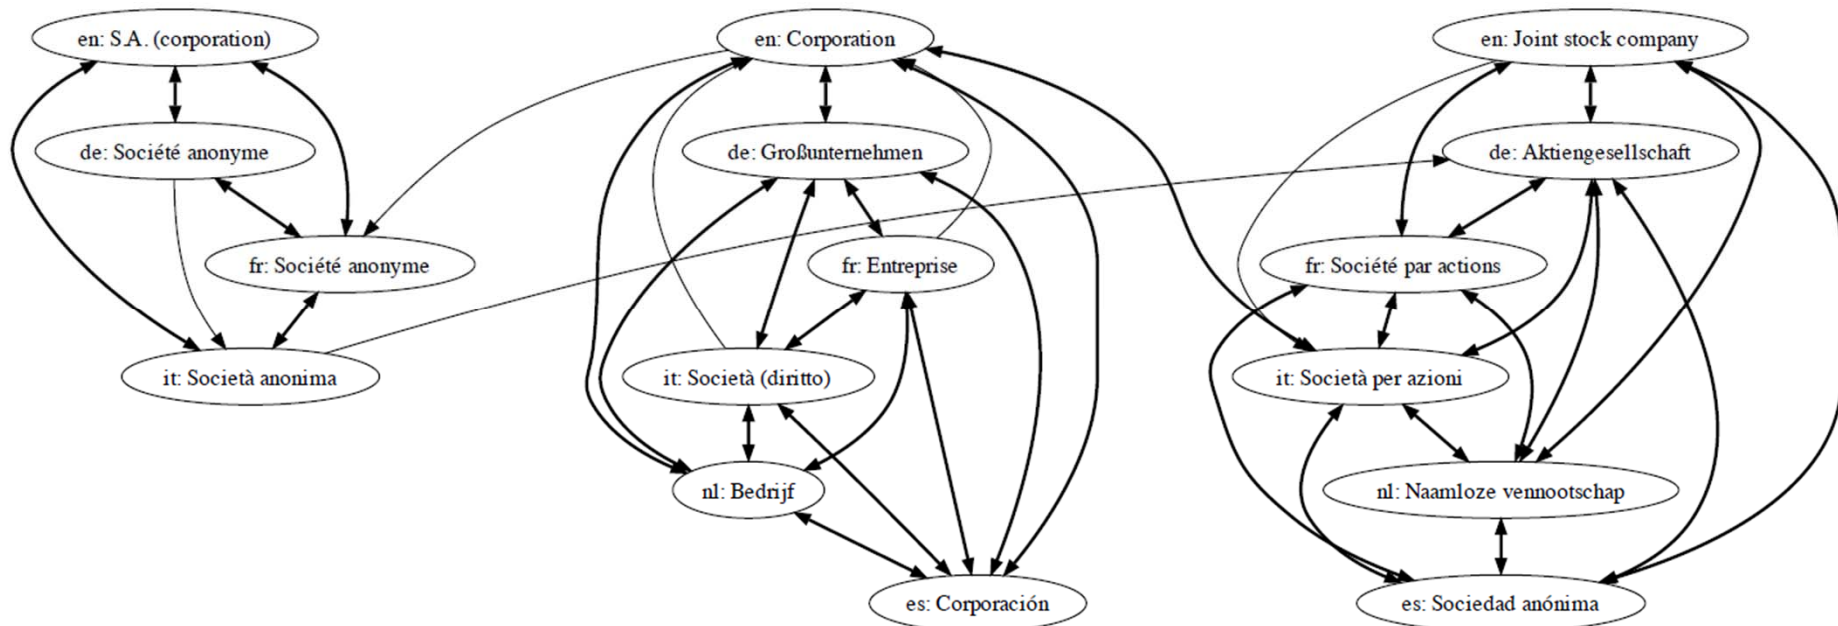 en: S.A. (corporation)
en: Corporation
en: Joint stock company
de: Société anonyme
de: Großunternehmen
de: Aktiengesellschaft
fr: Société anonyme
fr: Entreprise
fr: Société par actions
it: Società anonima
it: Società (diritto)
it: Società per azioni
nl: Bedrijf
nl: Naamloze vennootschap
es: Corporación
es: Sociedad anónima